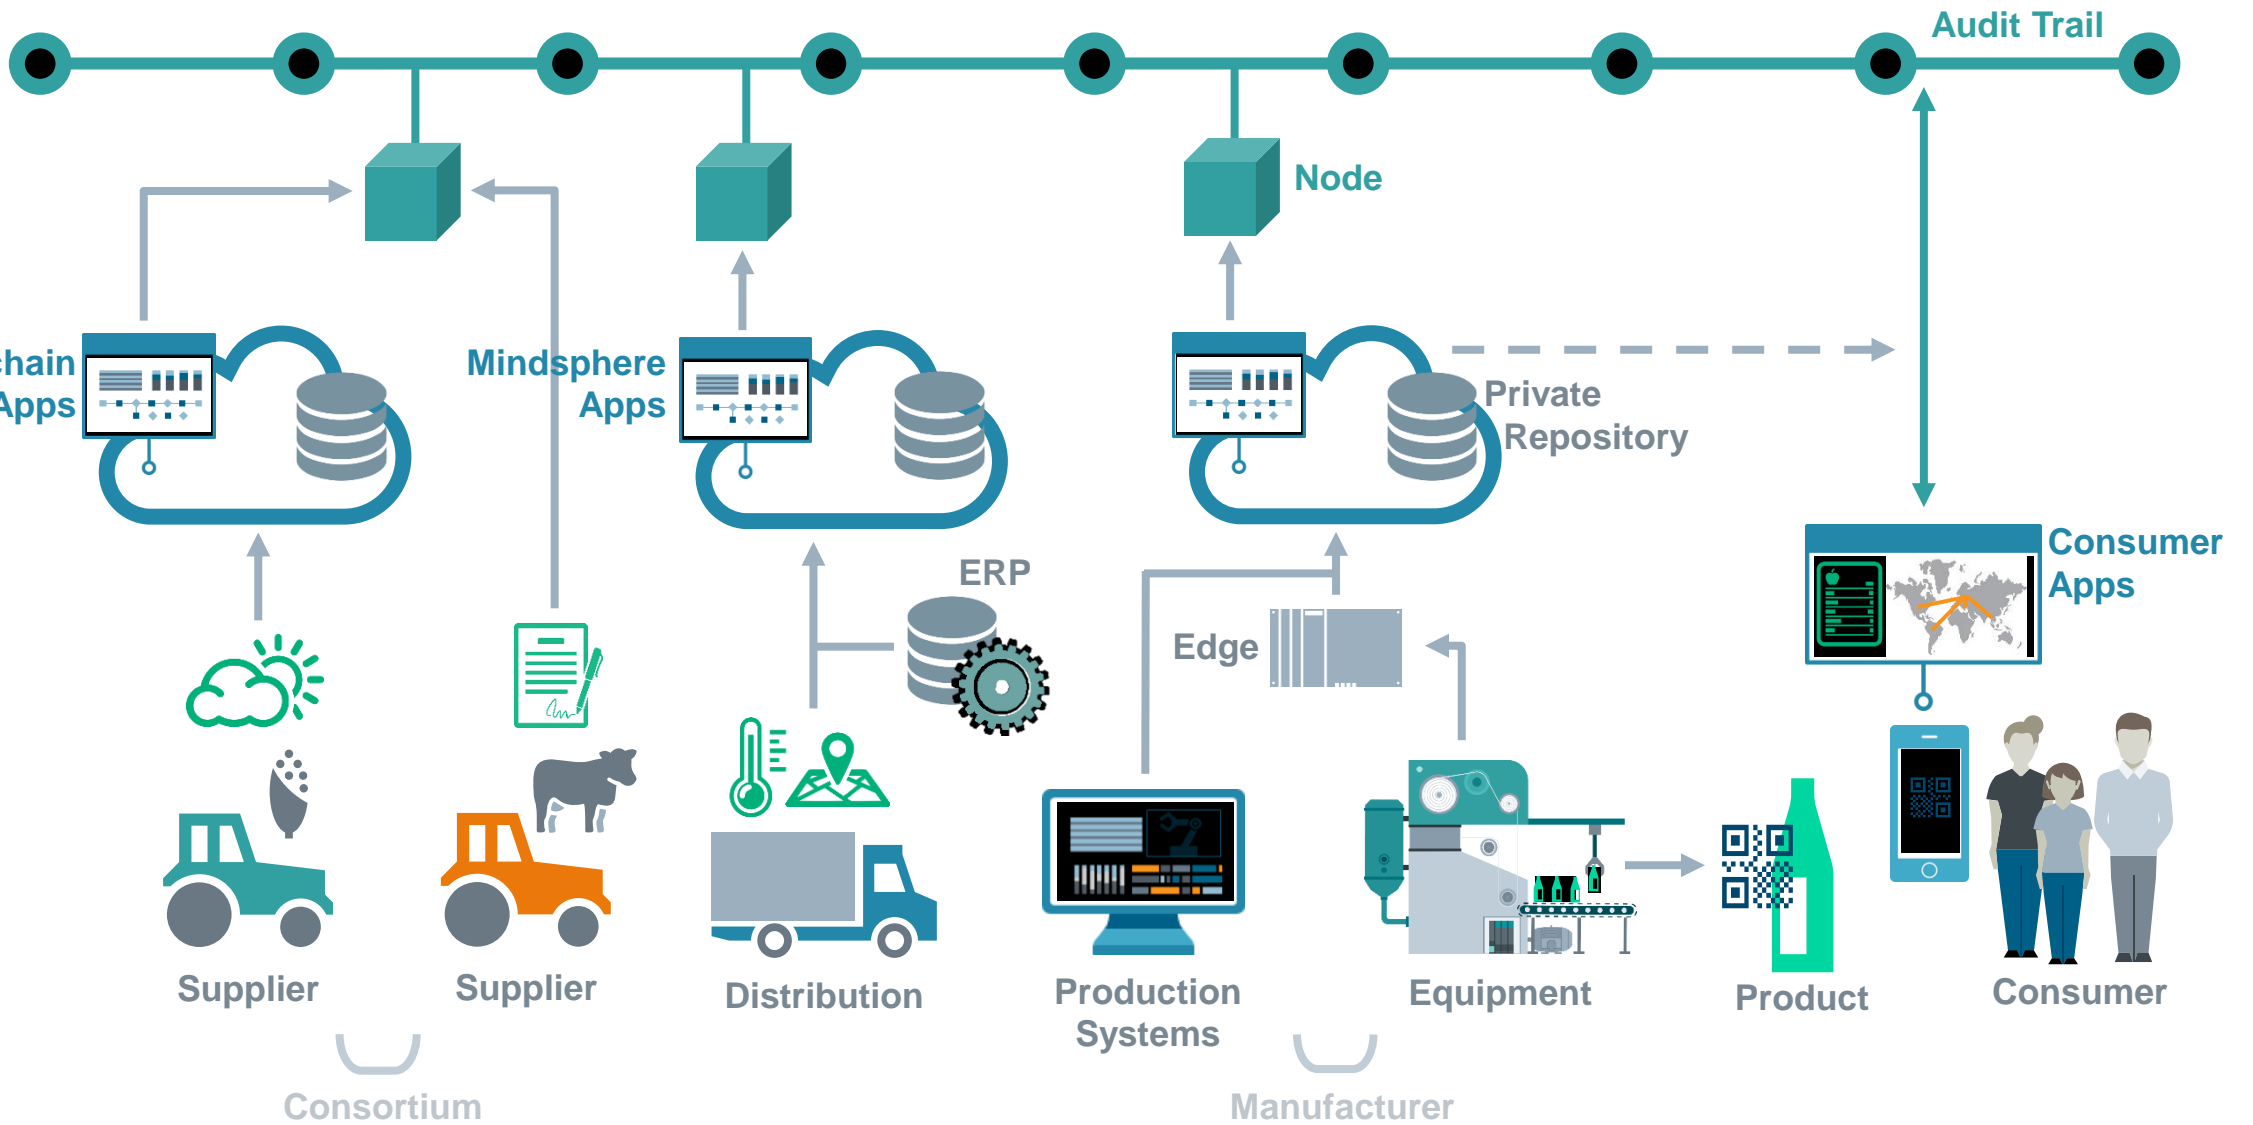 Audit Trail
Node
chain
Apps
Mindsphere
Apps
Private
Repository
ERP
Edge
Consumer
Apps
Supplier
Supplier
Distribution
Production
Systems
Equipment
Product
Consumer
Consortium
Manufacturer